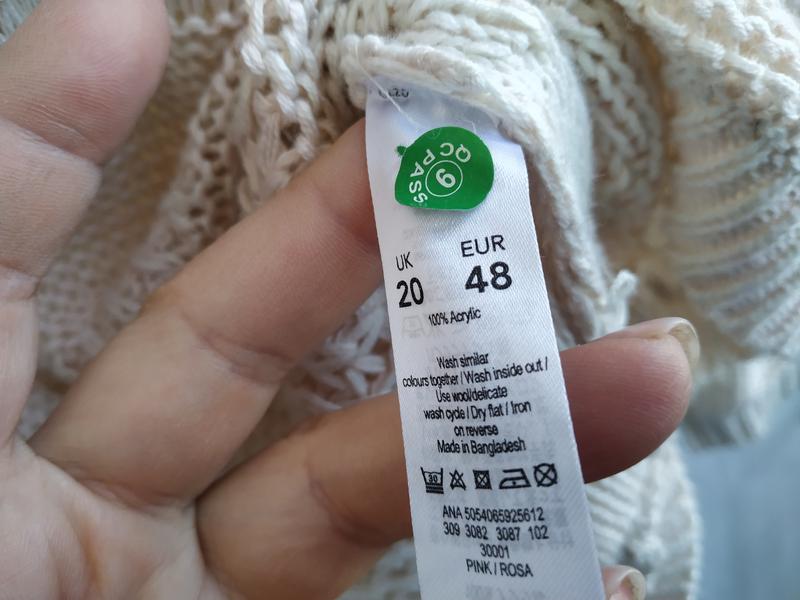 QC PASS
9
UK EUR
20 48
100% Acrylic
Wash similar
colours together / Wash inside out /
Use wool/delicate
wash cycle / Dry flat / Iron
on reverse
Made in Bangladesh
30
ANA 5054065925612
309 3082 3087 102
30001
PINK / ROSA